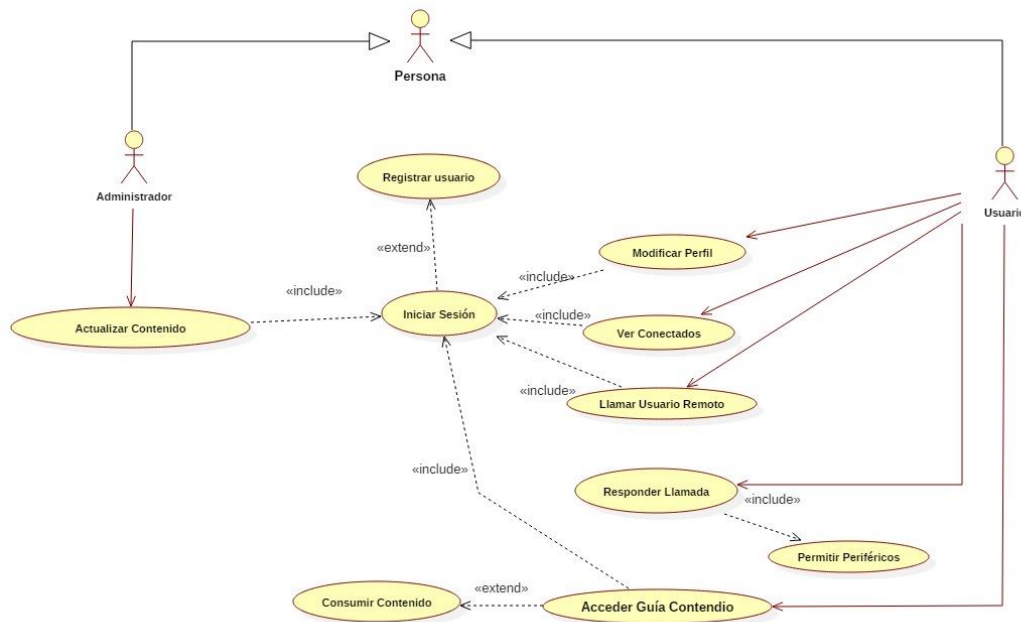 Persona
Administrador
Usuario
Registrar usuario
«extend»
Modificar Perfil
«include»
«include»
Iniciar Sesión
«include»
Actualizar Contenido
Ver Conectados
«include»
Llamar Usuario Remoto
«include»
Responder Llamada
«include»
Permitir Periféricos
«extend»
Consumir Contenido
Acceder Guía Contendio